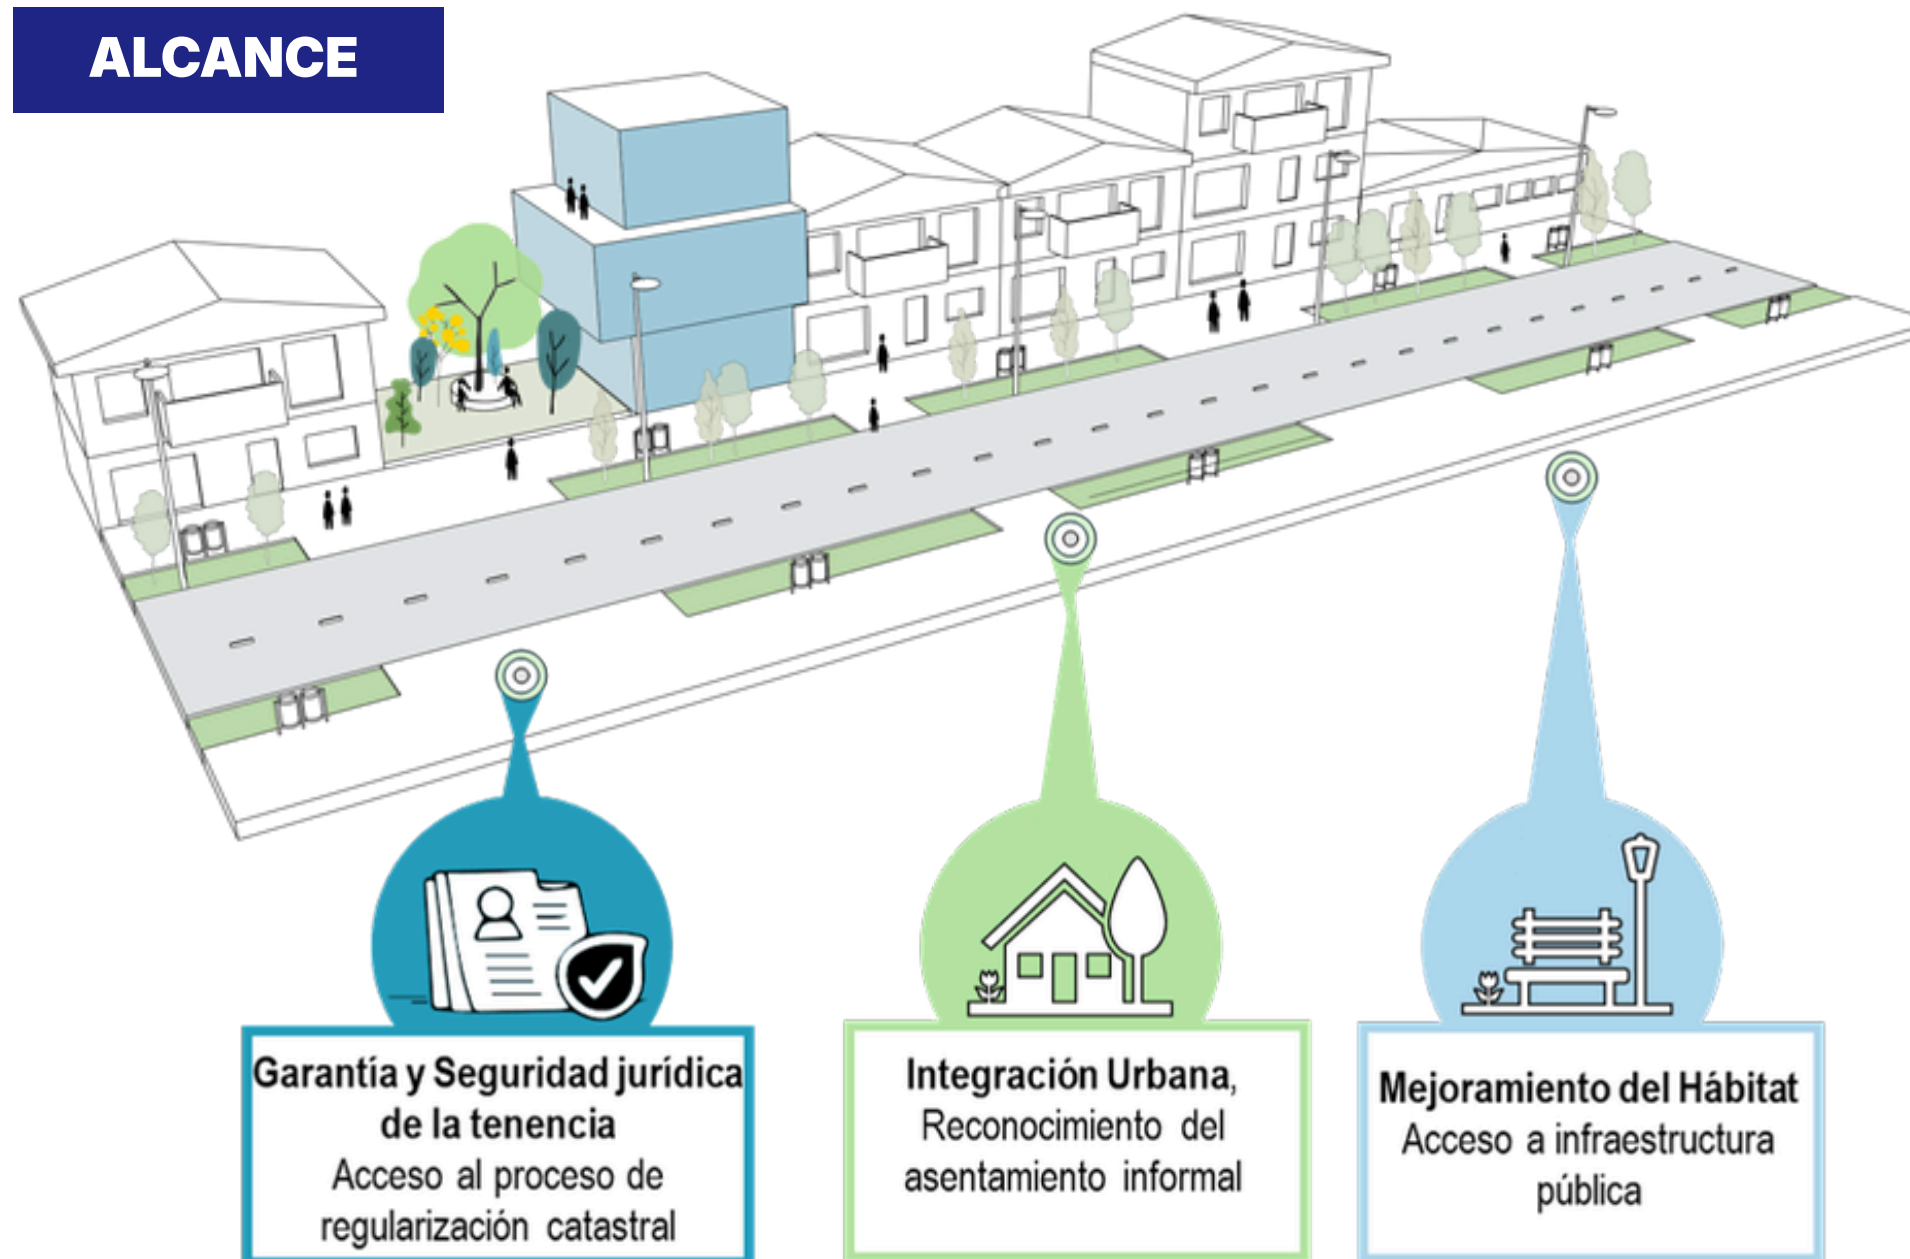 ALCANCE
Garantía y Seguridad jurídica
de la tenencia
Acceso al proceso de
regularización catastral
Integración Urbana,
Reconocimiento del
asentamiento informal
Mejoramiento del Hábitat
Acceso a infraestructura
pública